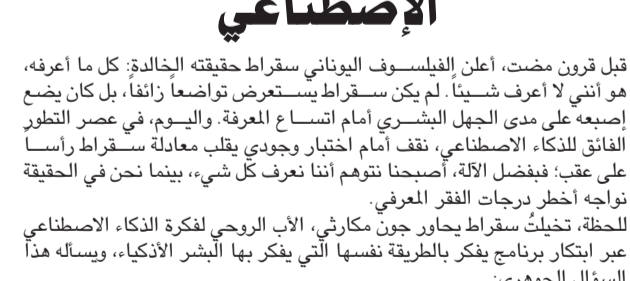 الإصطناعي
قبل قرون مضت، أعلن الفيلسوف اليوناني سقراط حقيقته الخالدة: كل ما أعرفه،
هو أنني لا أعرف شيئاً. لم يكن سقراط يستعرض تواضعاً زائفاً، بل كان يضع
إصبعه على مدى الجهل البشري أمام اتساع المعرفة. واليوم، في عصر التطور
الفائق للذكاء الاصطناعي، نقف أمام اختبار وجودي يقلب معادلة سقراط رأساً
على عقب؛ فبفضل الآلة، أصبحنا نتوهم أننا نعرف كل شيء، بينما نحن في الحقيقة
نواجه أخطر درجات الفقر المعرفي.
للحظة، تخيلتُ سقراط يحاور جون مكارثي، الأب الروحي لفكرة الذكاء الاصطناعي
عبر ابتكار برنامج يفكر بالطريقة نفسها التي يفكر بها البشر الأذكياء، ويسأله هذا
السؤال الجوهري: